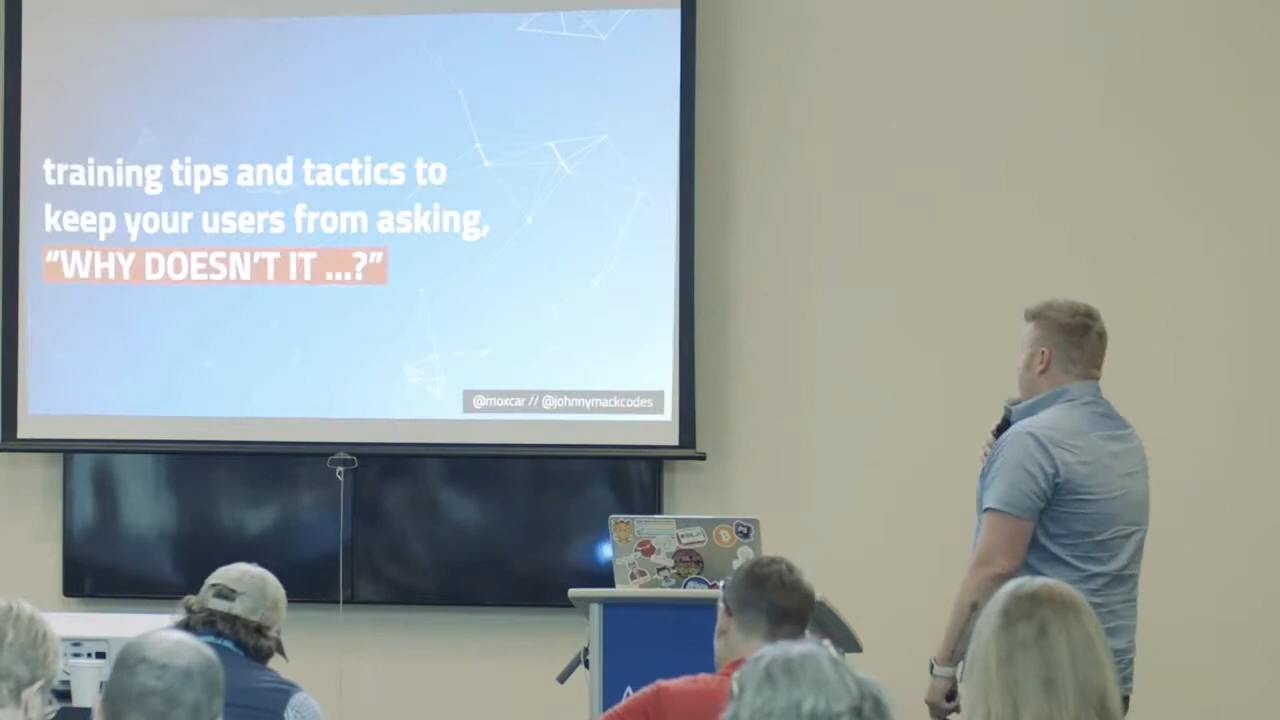 training tips and tactics to
keep your users from asking,
“WHY DOESN’T IT ...?”
@moxcar // @johnnymackcodes